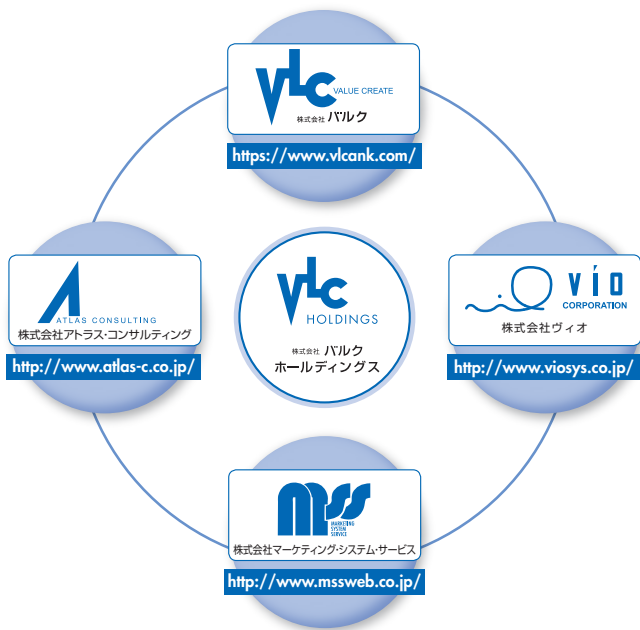 VLC
VALUE CREATE
株式会社 バルク
https://www.vlcank.com/
ATLAS CONSULTING
株式会社アトラス・コンサルティング
http://www.atlas-c.co.jp/
VLC
HOLDINGS
株式会社 バルク
ホールディングス
vío
CORPORATION
株式会社ヴィオ
http://www.viosys.co.jp/
mss
MARKETING
SYSTEM
SERVICE
株式会社マーケティング・システム・サービス
http://www.mssweb.co.jp/